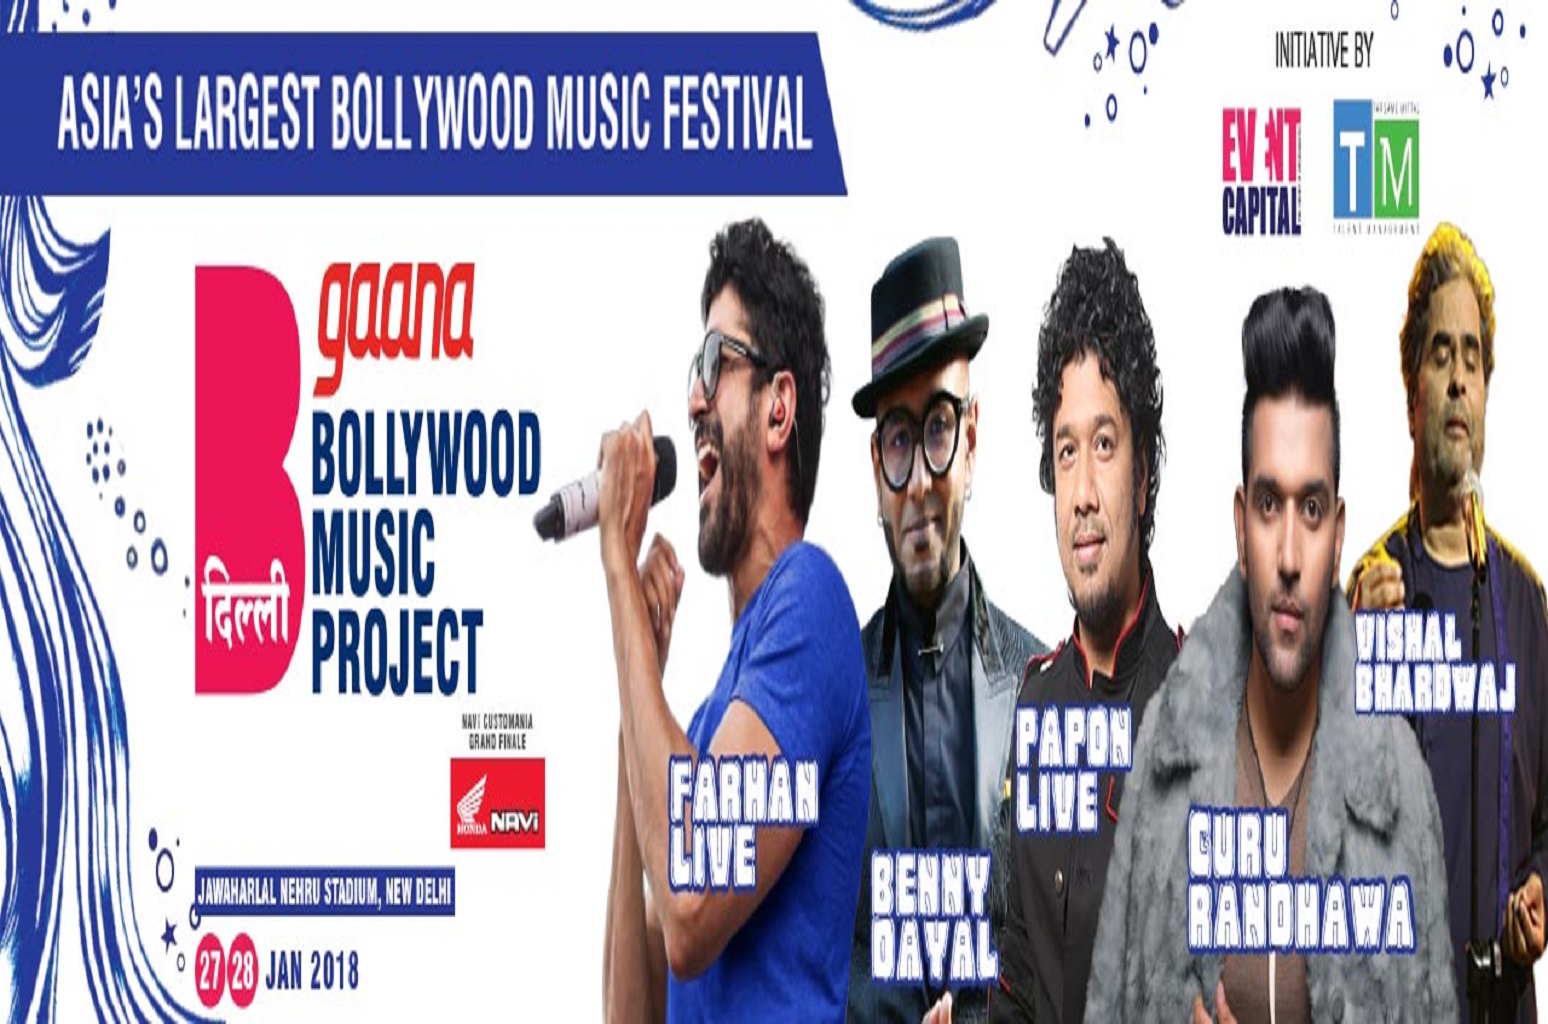 ASIA'S LARGEST BOLLYWOOD MUSIC FESTIVAL
INITIATIVE BY
EVENT
CAPITAL
TM
TALENT MANAGEMENT
B
दिल्ली
gaana
BOLLYWOOD
MUSIC
PROJECT
NAVI CUSTOMANIA
GRAND FINALE
HONDA NAVi
JAWAHARLAL NEHRU STADIUM, NEW DELHI
27 28 JAN 2018
FARHAN
LIVE
BENNY
DAYAL
PAPON
LIVE
GURU
RANDHAWA
VISHAL
BHARDWAJ